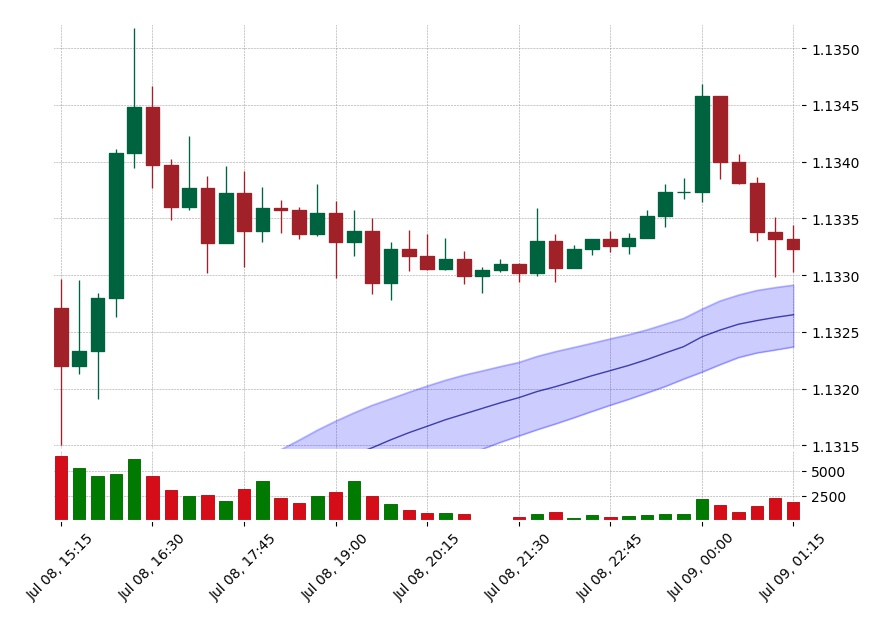 1.1350
1.1345
1.1340
1.1335
1.1330
1.1325
1.1320
1.1315
5000
2500
Jul 08, 15:15
Jul 08, 16:30
Jul 08, 17:45
Jul 08, 19:00
Jul 08, 20:15
Jul 08, 21:30
Jul 08, 22:45
Jul 09, 00:00
Jul 09, 01:15